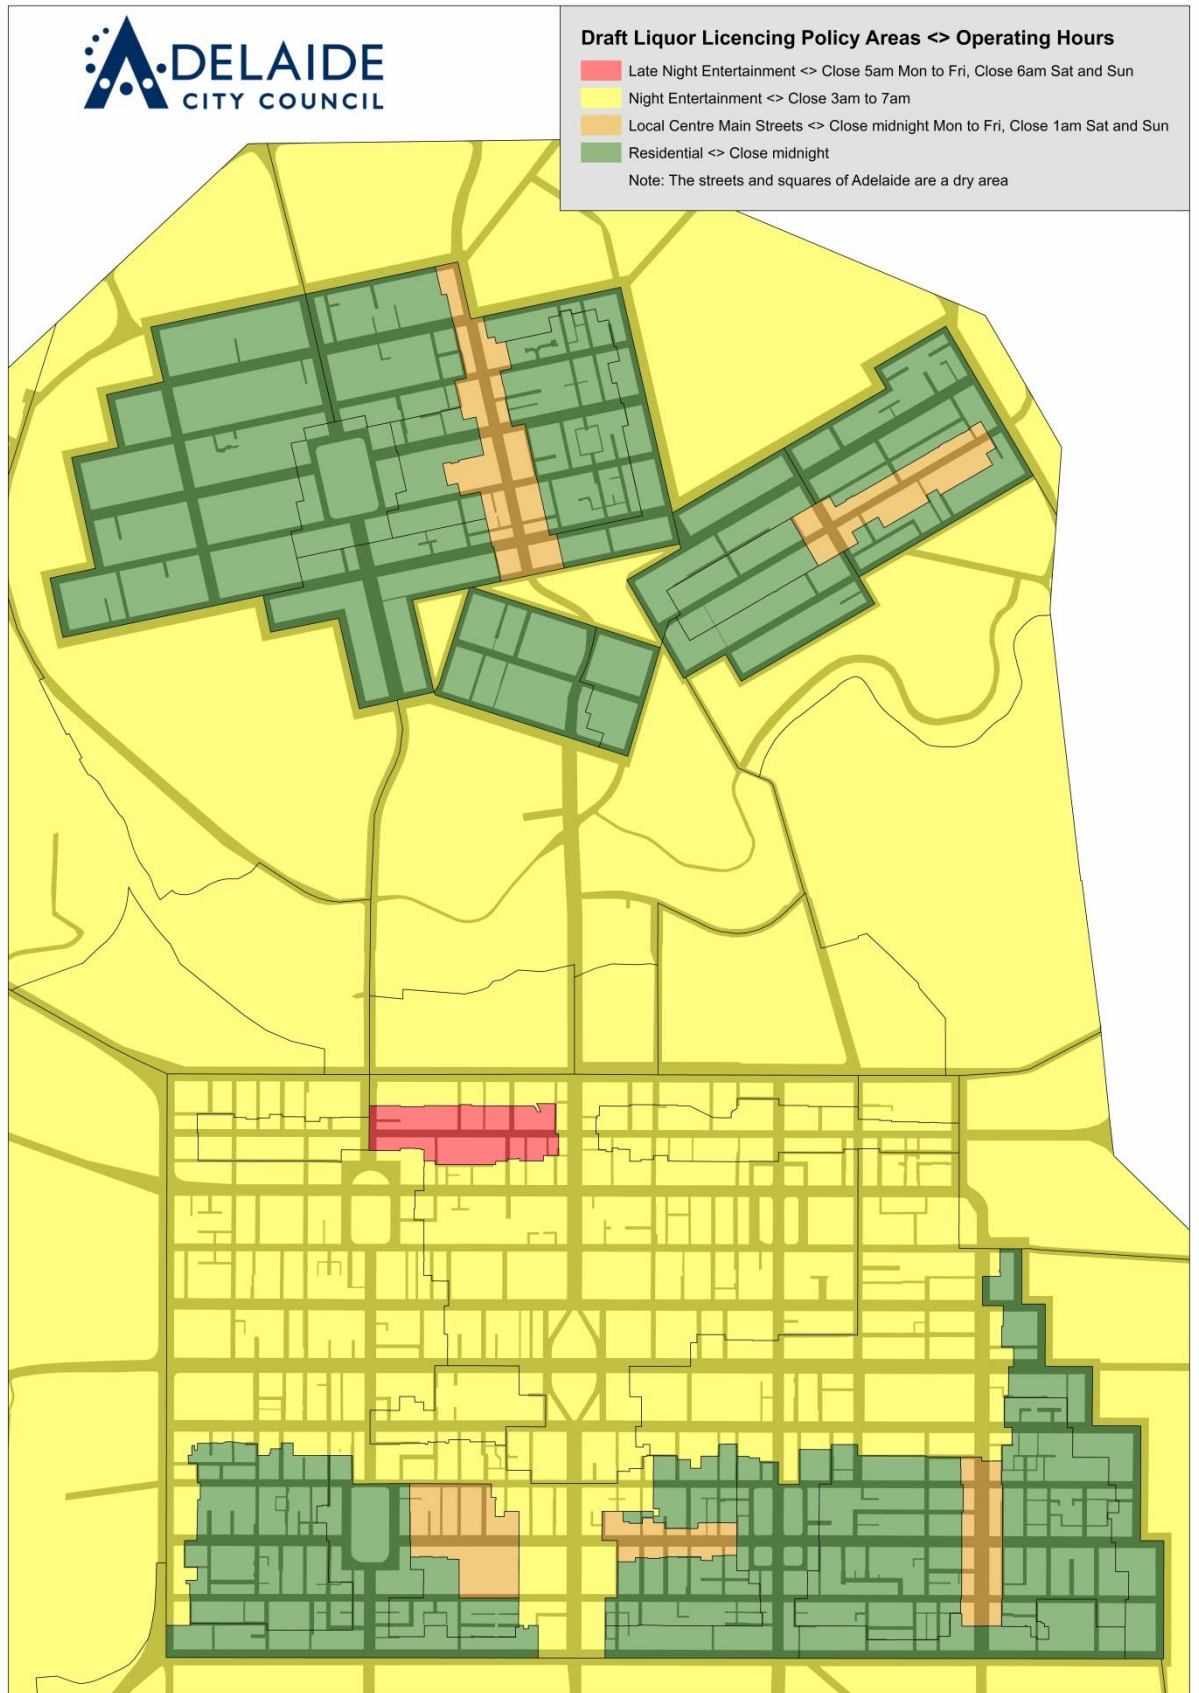 ADELAIDE
CITY COUNCIL
Draft Liquor Licencing Policy Areas <> Operating Hours
Late Night Entertainment <> Close 5am Mon to Fri, Close 6am Sat and Sun
Night Entertainment <> Close 3am to 7am
Local Centre Main Streets <> Close midnight Mon to Fri, Close 1am Sat and Sun
Residential <> Close midnight
Note: The streets and squares of Adelaide are a dry area